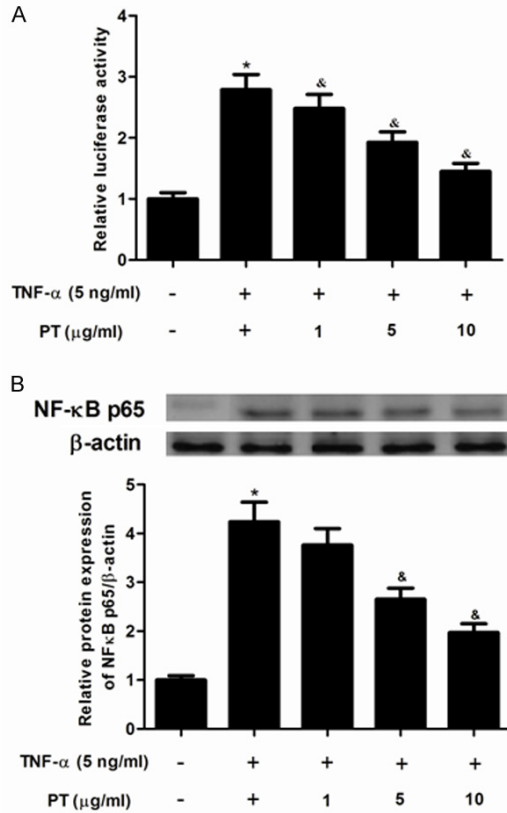 A
Relative luciferase activity
4
3
2
1
0
*
&
&
&
TNF-α (5 ng/ml) - + + + +
PT (μg/ml) - + 1 5 10
B
NF-κB p65
β-actin
Relative protein expression
of NFκB p65/β-actin
5
4
3
2
1
0
*
&
&
TNF-α (5 ng/ml) - + + + +
PT (μg/ml) - + 1 5 10